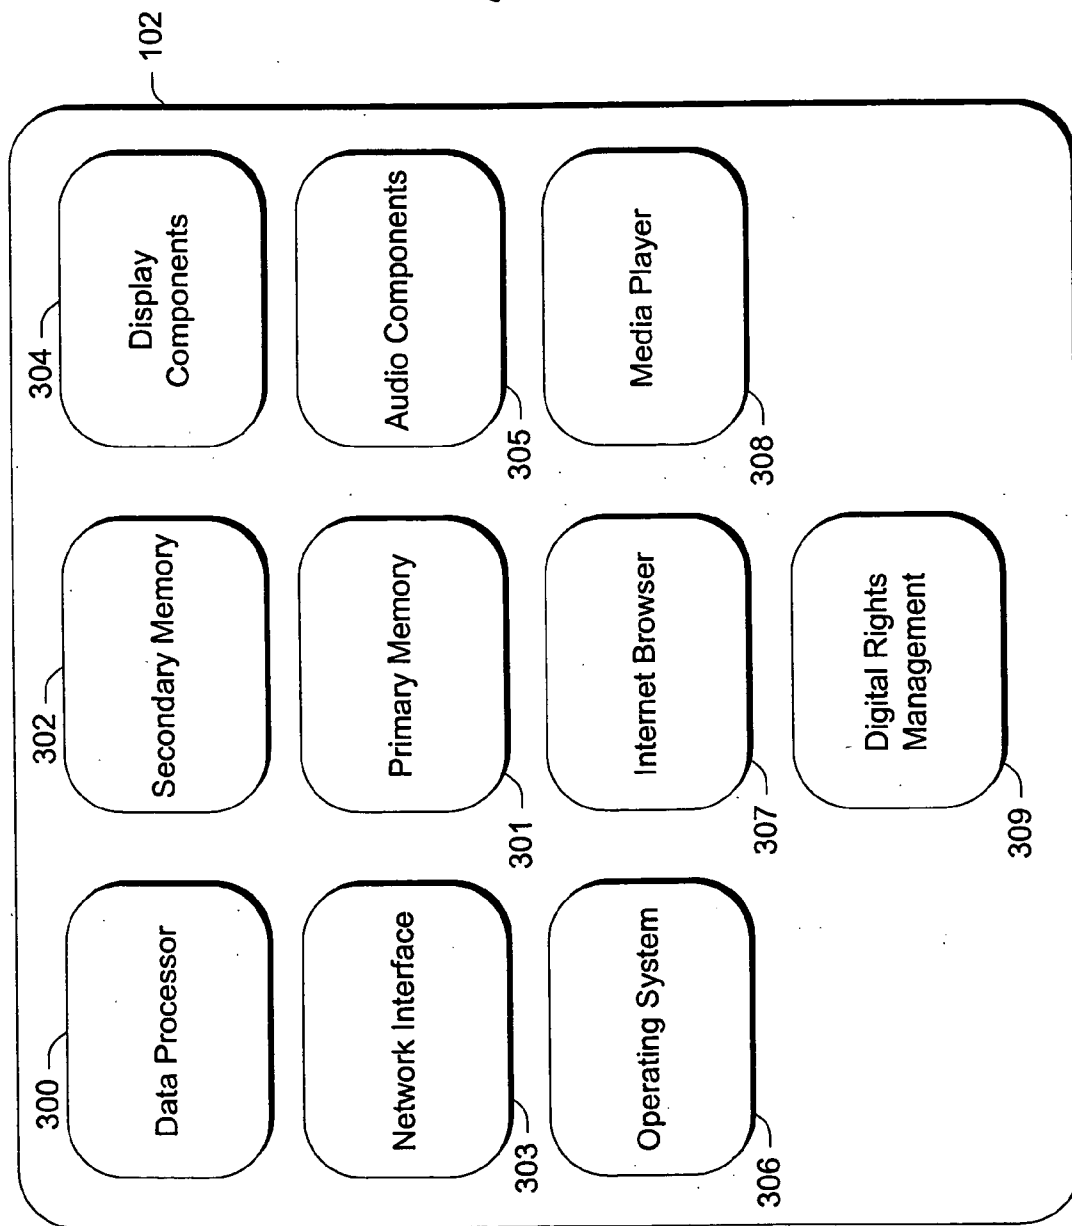 102
300
Data Processor
302
Secondary Memory
304
Display
Components
Network Interface
303
Primary Memory
301
Audio Components
305
Operating System
306
Internet Browser
307
Media Player
308
Digital Rights
Management
309